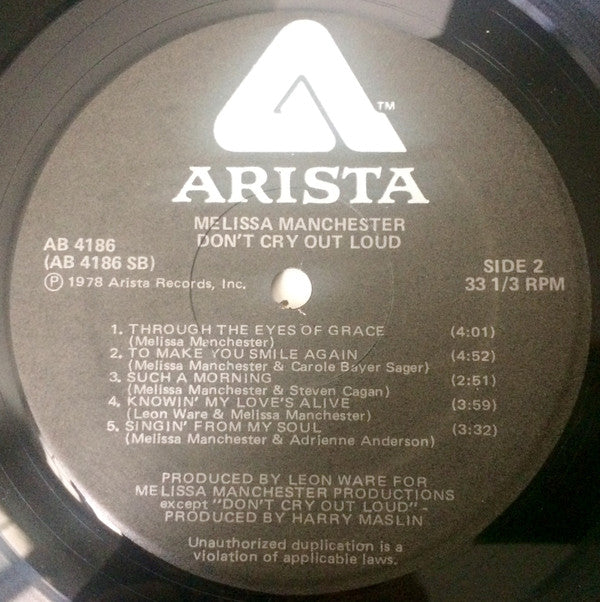 TM
ARISTA
MELISSA MANCHESTER
DON'T CRY OUT LOUD
AB 4186
(AB 4186 SB)
Ⓟ 1978 Arista Records, Inc.
SIDE 2
33 1/3 RPM
1. THROUGH THE EYES OF GRACE (4:01)
(Melissa Manchester)
2. TO MAKE YOU SMILE AGAIN (4:52)
(Melissa Manchester & Carole Bayer Sager)
3. SUCH A MORNING (2:51)
(Melissa Manchester & Steven Cagan)
4. KNOWIN' MY LOVE'S ALIVE (3:59)
(Leon Ware & Melissa Manchester)
5. SINGIN' FROM MY SOUL (3:32)
(Melissa Manchester & Adrienne Anderson)
PRODUCED BY LEON WARE FOR
MELISSA MANCHESTER PRODUCTIONS
except "DON'T CRY OUT LOUD" -
PRODUCED BY HARRY MASLIN
Unauthorized duplication is a
violation of applicable laws.